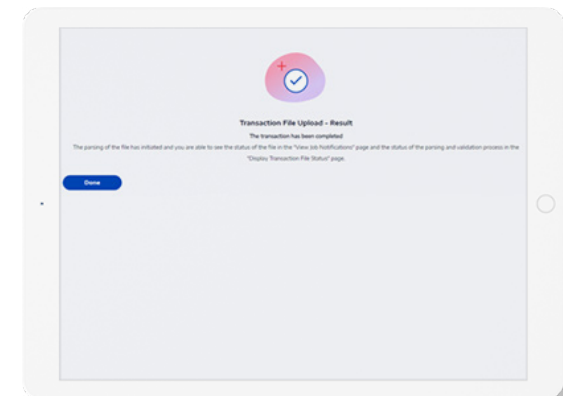 Transaction File Upload - Result
The transaction has been completed
The parsing of the file has initiated and you are able to see the status of the file in the "View Job Notifications" page and the status of the parsing and validation process in the
"Display Transaction File Status" page.
Done